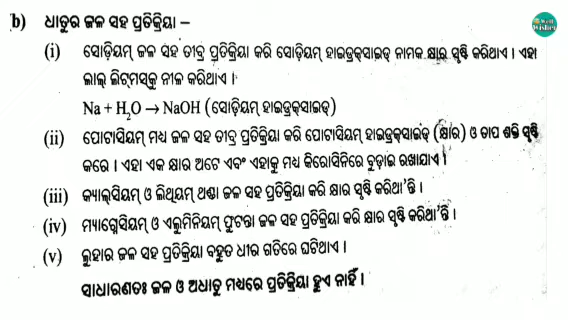 Well Wisher
b) ଧାତୁର ଜଳ ସହ ପ୍ରତିକ୍ରିୟା –
(i) ସୋଡ଼ିୟମ୍ ଜଳ ସହ ତୀବ୍ର ପ୍ରତିକ୍ରିୟା କରି ସୋଡ଼ିୟମ୍ ହାଇଡ୍ରକ୍ସାଇଡ୍ ନାମକ କ୍ଷାର ସୃଷ୍ଟି କରିଥାଏ । ଏହା
ଲାଲ୍ ଲିଟ୍‌ମସ୍‌କୁ ନୀଳ କରିଥାଏ ।
Na + H₂O → NaOH (ସୋଡ଼ିୟମ୍ ହାଇଡ୍ରକ୍ସାଇଡ୍)
(ii) ପୋଟାସିୟମ୍ ମଧ୍ୟ ଜଳ ସହ ତୀବ୍ର ପ୍ରତିକ୍ରିୟା କରି ପୋଟାସିୟମ୍ ହାଇଡ୍ରକ୍ସାଇଡ୍ (କ୍ଷାର) ଓ ତାପ ଶକ୍ତି ସୃଷ୍ଟି
କରେ । ଏହା ଏକ କ୍ଷାର ଅଟେ ଏବଂ ଏହାକୁ ମଧ୍ୟ କିରୋସିନିରେ ବୁଡ଼ାଇ ରଖାଯାଏ ।
(iii) କ୍ୟାଲ୍‌ସିୟମ୍ ଓ ଲିଥିୟମ୍ ଥଣ୍ଡା ଜଳ ସହ ପ୍ରତିକ୍ରିୟା କରି କ୍ଷାର ସୃଷ୍ଟି କରିଥା'ନ୍ତି ।
(iv) ମ୍ୟାଗ୍ନେସିୟମ୍ ଓ ଏଲୁମିନିୟମ୍ ଫୁଟନ୍ତା ଜଳ ସହ ପ୍ରତିକ୍ରିୟା କରି କ୍ଷାର ସୃଷ୍ଟି କରିଥା'ନ୍ତି ।
(v) ଲୁହାର ଜଳ ସହ ପ୍ରତିକ୍ରିୟା ବହୁତ ଧୀର ଗତିରେ ଘଟିଥାଏ ।
ସାଧାରଣତଃ ଜଳ ଓ ଅଧାତୁ ମଧ୍ୟରେ ପ୍ରତିକ୍ରିୟା ହୁଏ ନାହିଁ ।